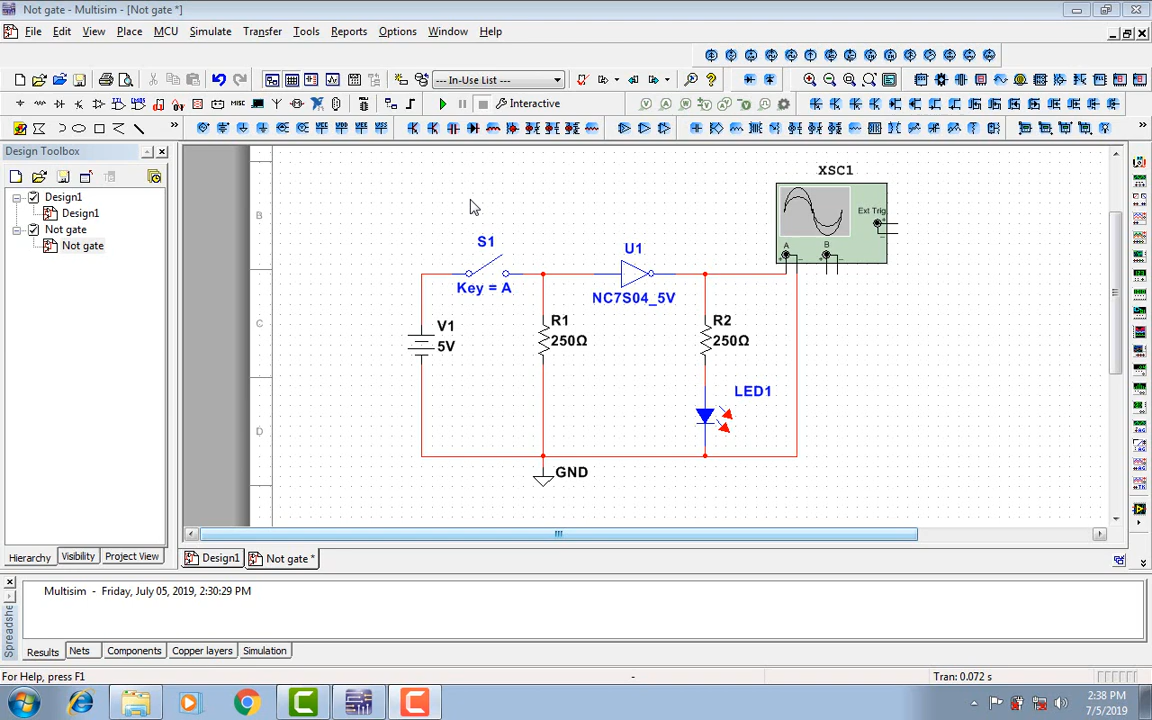 Not gate - Multisim - [Not gate *]
File Edit View Place MCU Simulate Transfer Tools Reports Options Window Help
--- In-Use List ---
Interactive
Design Toolbox
Design1
Design1
Not gate
Not gate
Hierarchy Visibility Project View
B
C
D
XSC1
Ext Trig
A B
S1
Key = A
U1
NC7S04_5V
V1
5V
R1
250Ω
R2
250Ω
LED1
GND
Design1 Not gate *
Multisim - Friday, July 05, 2019, 2:30:29 PM
Spreadshe
Results Nets Components Copper layers Simulation
For Help, press F1 - Tran: 0.072 s
2:38 PM
7/5/2019